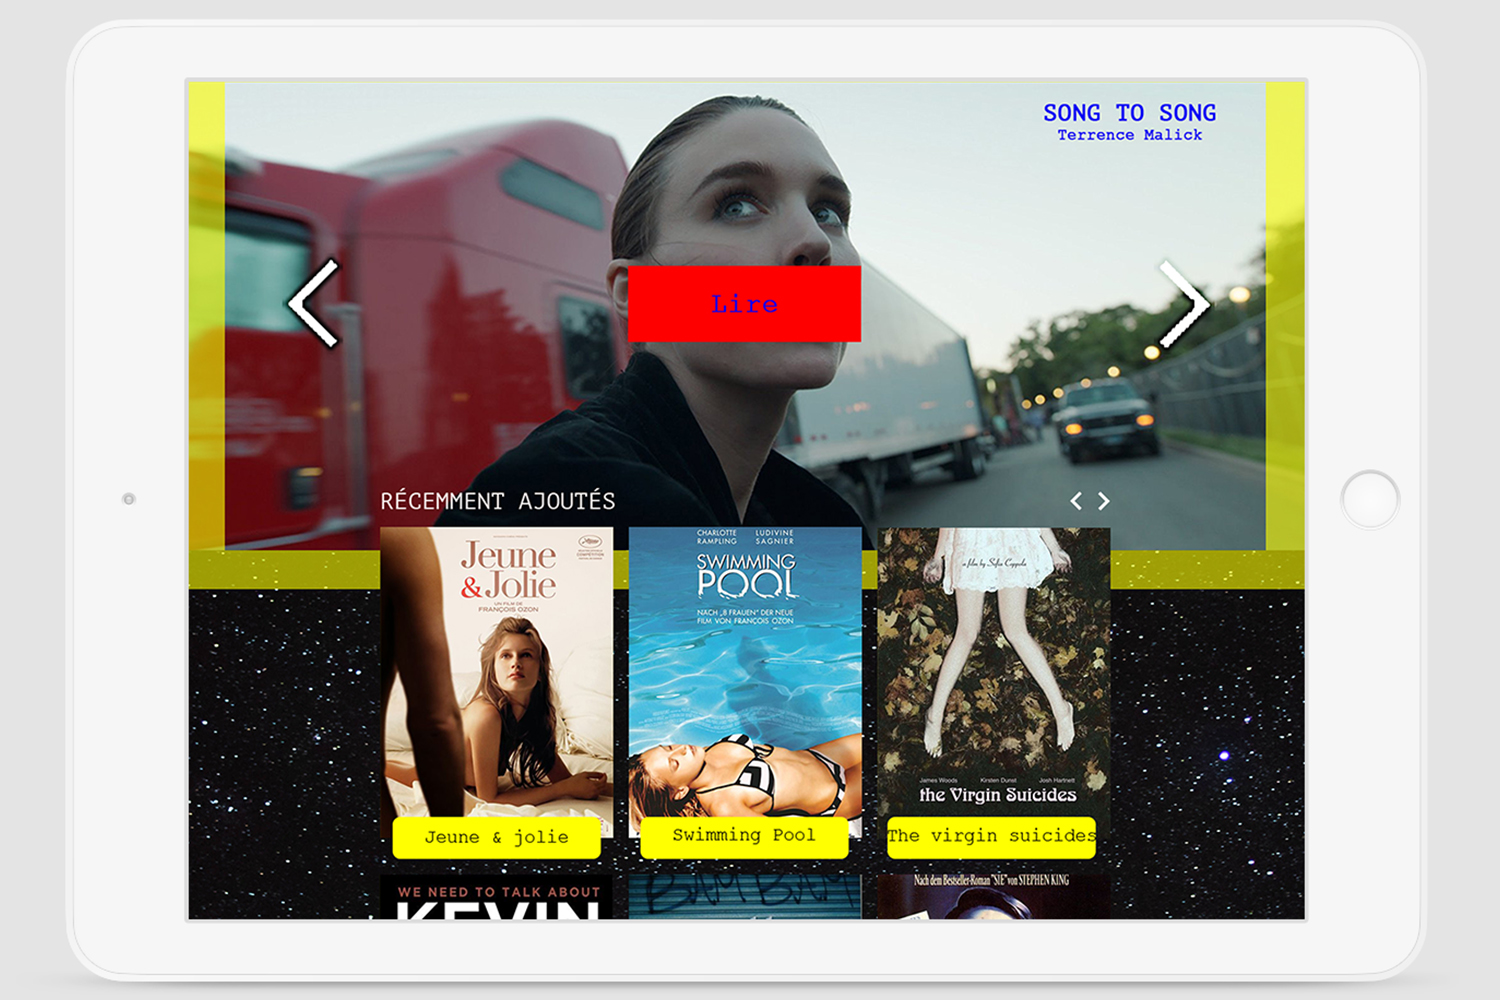 SONG TO SONG
Terrence Malick
Lire
RÉCEMMENT AJOUTÉS
Jeune
& Jolie
UN FILM DE
FRANÇOIS OZON
Jeune & jolie
CHARLOTTE LUDIVINE
RAMPLING SAGNIER
SWIMMING
POOL
NACH „8 FRAUEN“ DER NEUE
FILM VON FRANÇOIS OZON
Swimming Pool
a film by Sofia Coppola
James Woods Kirsten Dunst Josh Hartnett
the Virgin Suicides
The virgin suicides
WE NEED TO TALK ABOUT
KEVIN
Nach dem Bestseller-Roman "SIE" von STEPHEN KING